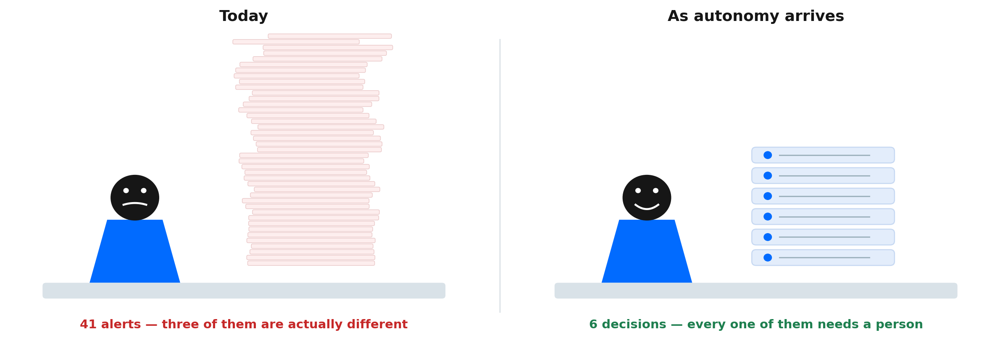 Today
As autonomy arrives
41 alerts — three of them are actually different
6 decisions — every one of them needs a person